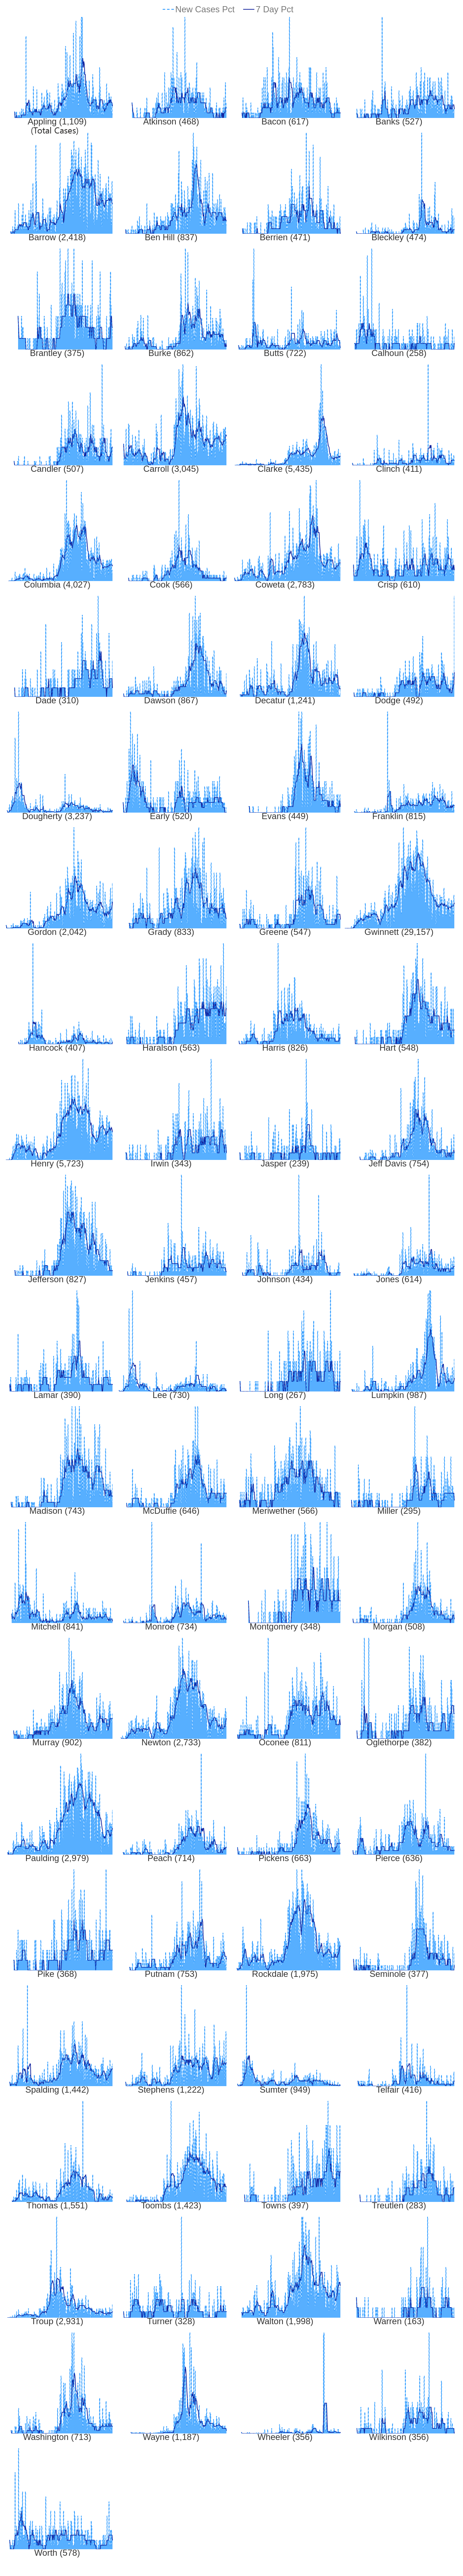 New Cases Pct 7 Day Pct
Appling (1,109) Atkinson (468) Bacon (617) Banks (527)
(Total Cases)
Barrow (2,418) Ben Hill (837) Berrien (471) Bleckley (474)
Brantley (375) Burke (862) Butts (722) Calhoun (258)
Candler (507) Carroll (3,045) Clarke (5,435) Clinch (411)
Columbia (4,027) Cook (566) Coweta (2,783) Crisp (610)
Dade (310) Dawson (867) Decatur (1,241) Dodge (492)
Dougherty (3,237) Early (520) Evans (449) Franklin (815)
Gordon (2,042) Grady (833) Greene (547) Gwinnett (29,157)
Hancock (407) Haralson (563) Harris (826) Hart (548)
Henry (5,723) Irwin (343) Jasper (239) Jeff Davis (754)
Jefferson (827) Jenkins (457) Johnson (434) Jones (614)
Lamar (390) Lee (730) Long (267) Lumpkin (987)
Madison (743) McDuffie (646) Meriwether (566) Miller (295)
Mitchell (841) Monroe (734) Montgomery (348) Morgan (508)
Murray (902) Newton (2,733) Oconee (811) Oglethorpe (382)
Paulding (2,979) Peach (714) Pickens (663) Pierce (636)
Pike (368) Putnam (753) Rockdale (1,975) Seminole (377)
Spalding (1,442) Stephens (1,222) Sumter (949) Telfair (416)
Thomas (1,551) Toombs (1,423) Towns (397) Treutlen (283)
Troup (2,931) Turner (328) Walton (1,998) Warren (163)
Washington (713) Wayne (1,187) Wheeler (356) Wilkinson (356)
Worth (578)